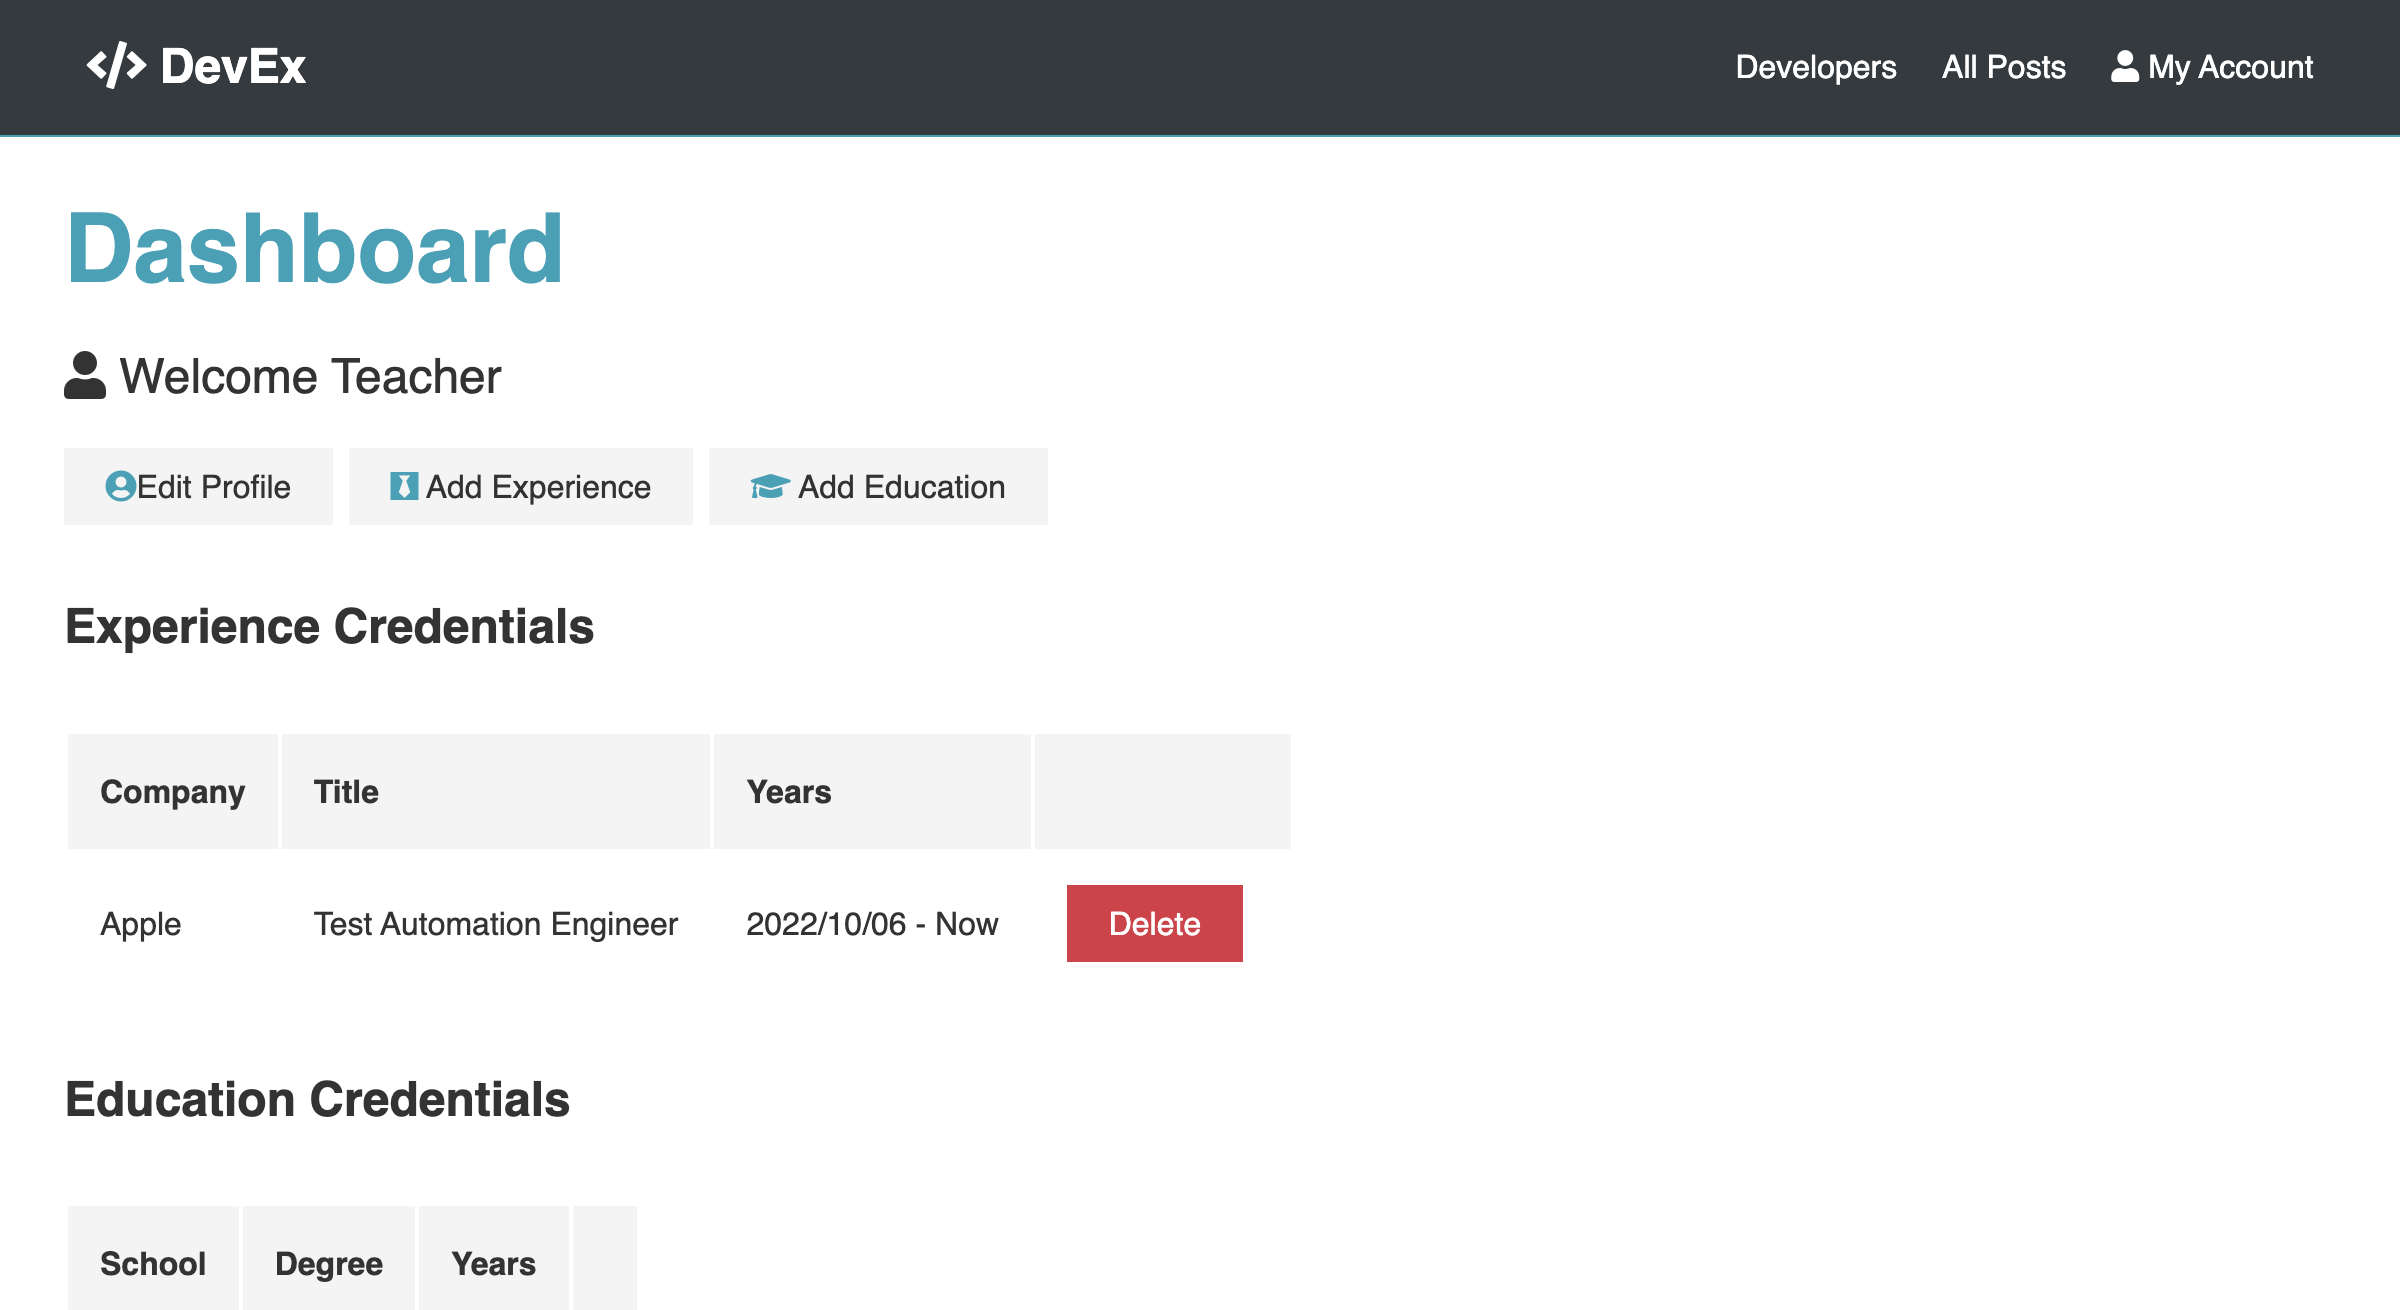 DevEx
Developers All Posts My Account
Dashboard
Welcome Teacher
Edit Profile Add Experience Add Education
Experience Credentials
Company Title Years
Apple Test Automation Engineer 2022/10/06 - Now Delete
Education Credentials
School Degree Years